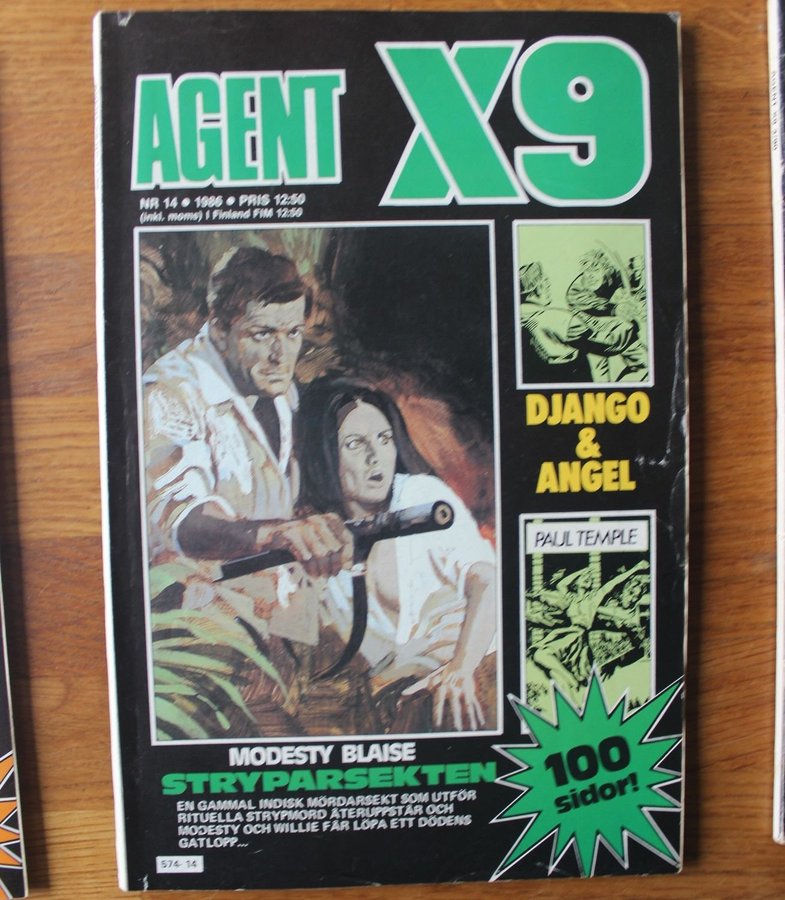 AGENT X9
NR 14 • 1986 • PRIS 12:50
(inkl. moms) I Finland FIM 12:50
DJANGO
&
ANGEL
PAUL TEMPLE
100
sidor!
MODESTY BLAISE
STRYPARSEKTEN
EN GAMMAL INDISK MÖRDARSEKT SOM UTFÖR
RITUELLA STRYPMORD ÅTERUPPSTÅR OCH
MODESTY OCH WILLIE FÅR LÖPA ETT DÖDENS
GATLOPP...
574-14